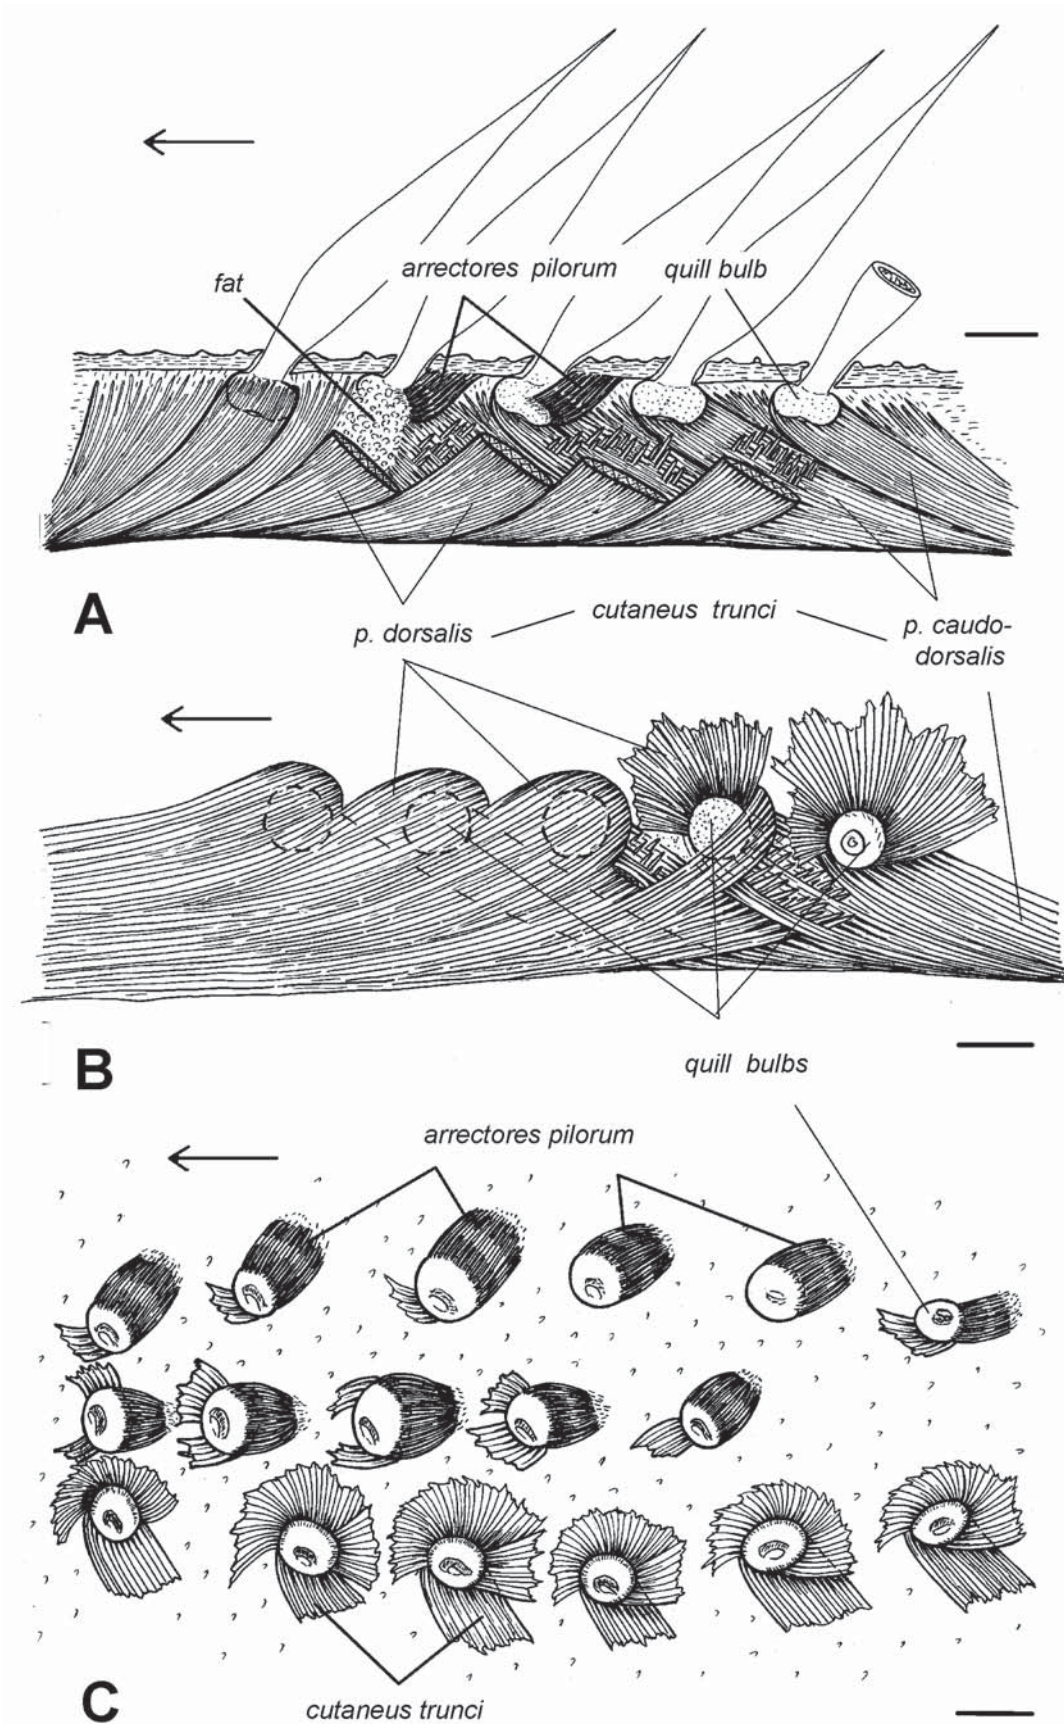 arrectores pilorum
quill bulb
fat
A
cutaneus trunci
p. dorsalis
p. caudo-
dorsalis
B
quill bulbs
arrectores pilorum
C
cutaneus trunci